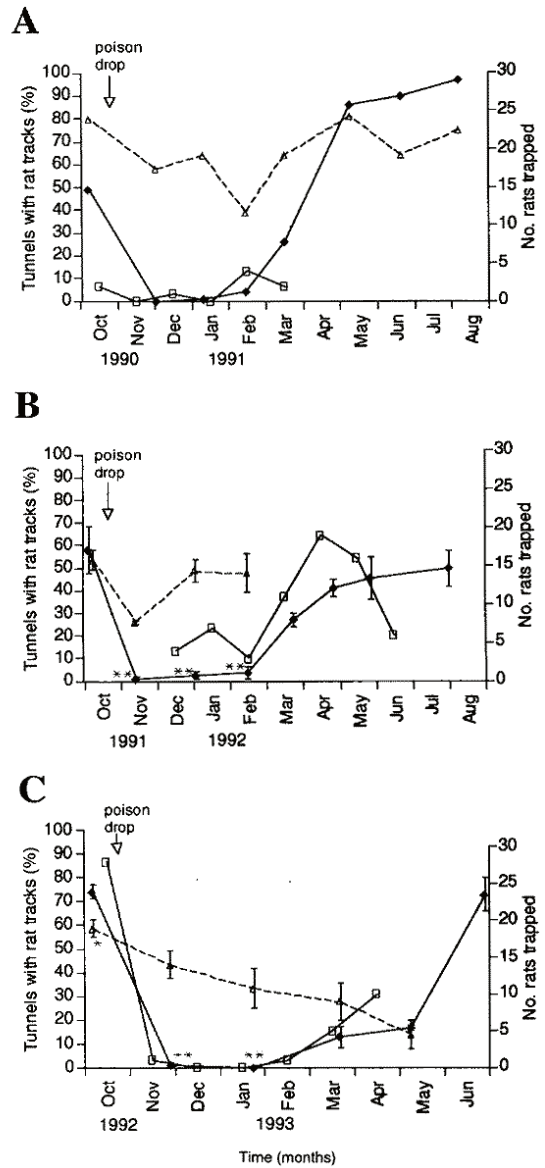 A
poison
drop
Tunnels with rat tracks (%)
100
90
80
70
60
50
40
30
20
10
0
30
25
20
15
10
5
0
No. rats trapped
Oct
Nov
Dec
Jan
Feb
Mar
Apr
May
Jun
Jul
Aug
1990
1991
B
poison
drop
Tunnels with rat tracks (%)
100
90
80
70
60
50
40
30
20
10
0
30
25
20
15
10
5
0
No. rats trapped
**
**
**
Oct
Nov
Dec
Jan
Feb
Mar
Apr
May
Jun
Jul
Aug
1991
1992
C
poison
drop
Tunnels with rat tracks (%)
100
90
80
70
60
50
40
30
20
10
0
30
25
20
15
10
5
0
No. rats trapped
*
**
**
Oct
Nov
Dec
Jan
Feb
Mar
Apr
May
Jun
1992
1993
Time (months)